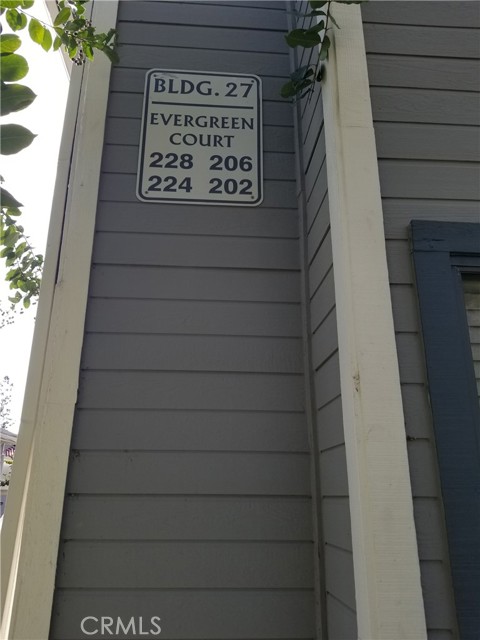 BLDG. 27
EVERGREEN
COURT
228 206
224 202
CRMLS